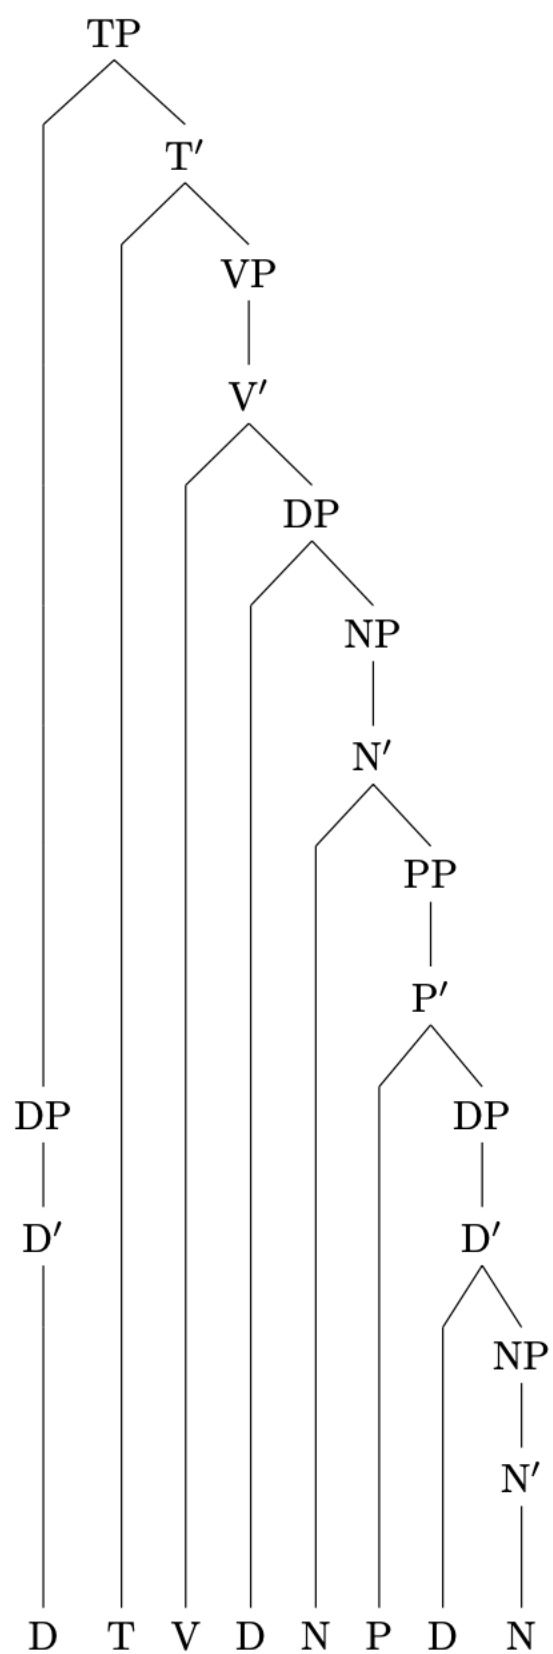 TP
T′
VP
V′
DP
NP
N′
PP
P′
DP DP
D′ D′
NP
N′
D T V D N P D N